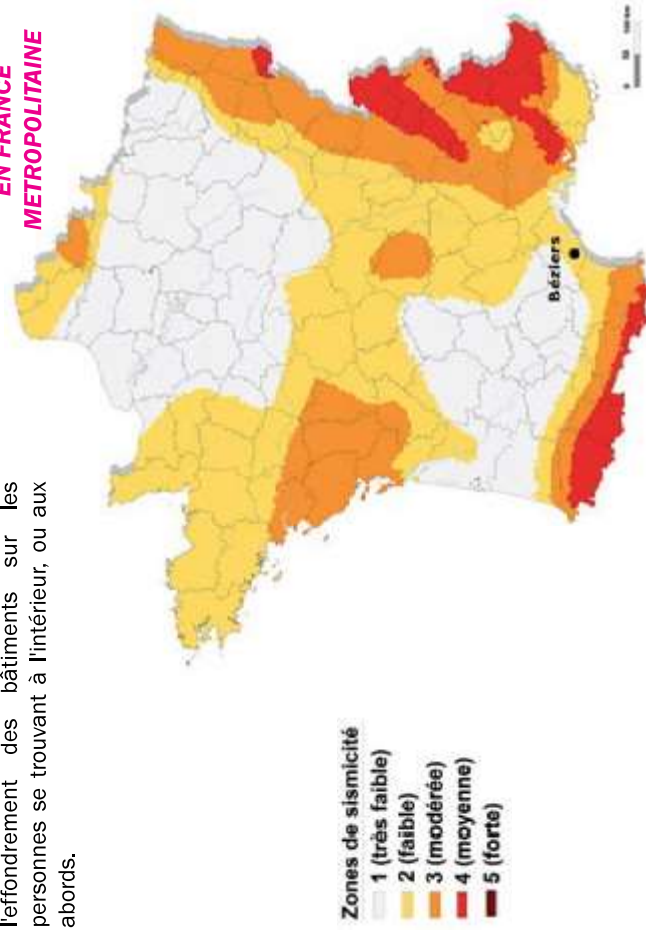 l'effondrement des bâtiments sur les
personnes se trouvant à l'intérieur, ou aux
abords.
EN FRANCE
METROPOLITAINE
Zones de sismicité
1 (très faible)
2 (faible)
3 (modérée)
4 (moyenne)
5 (forte)
Béziers